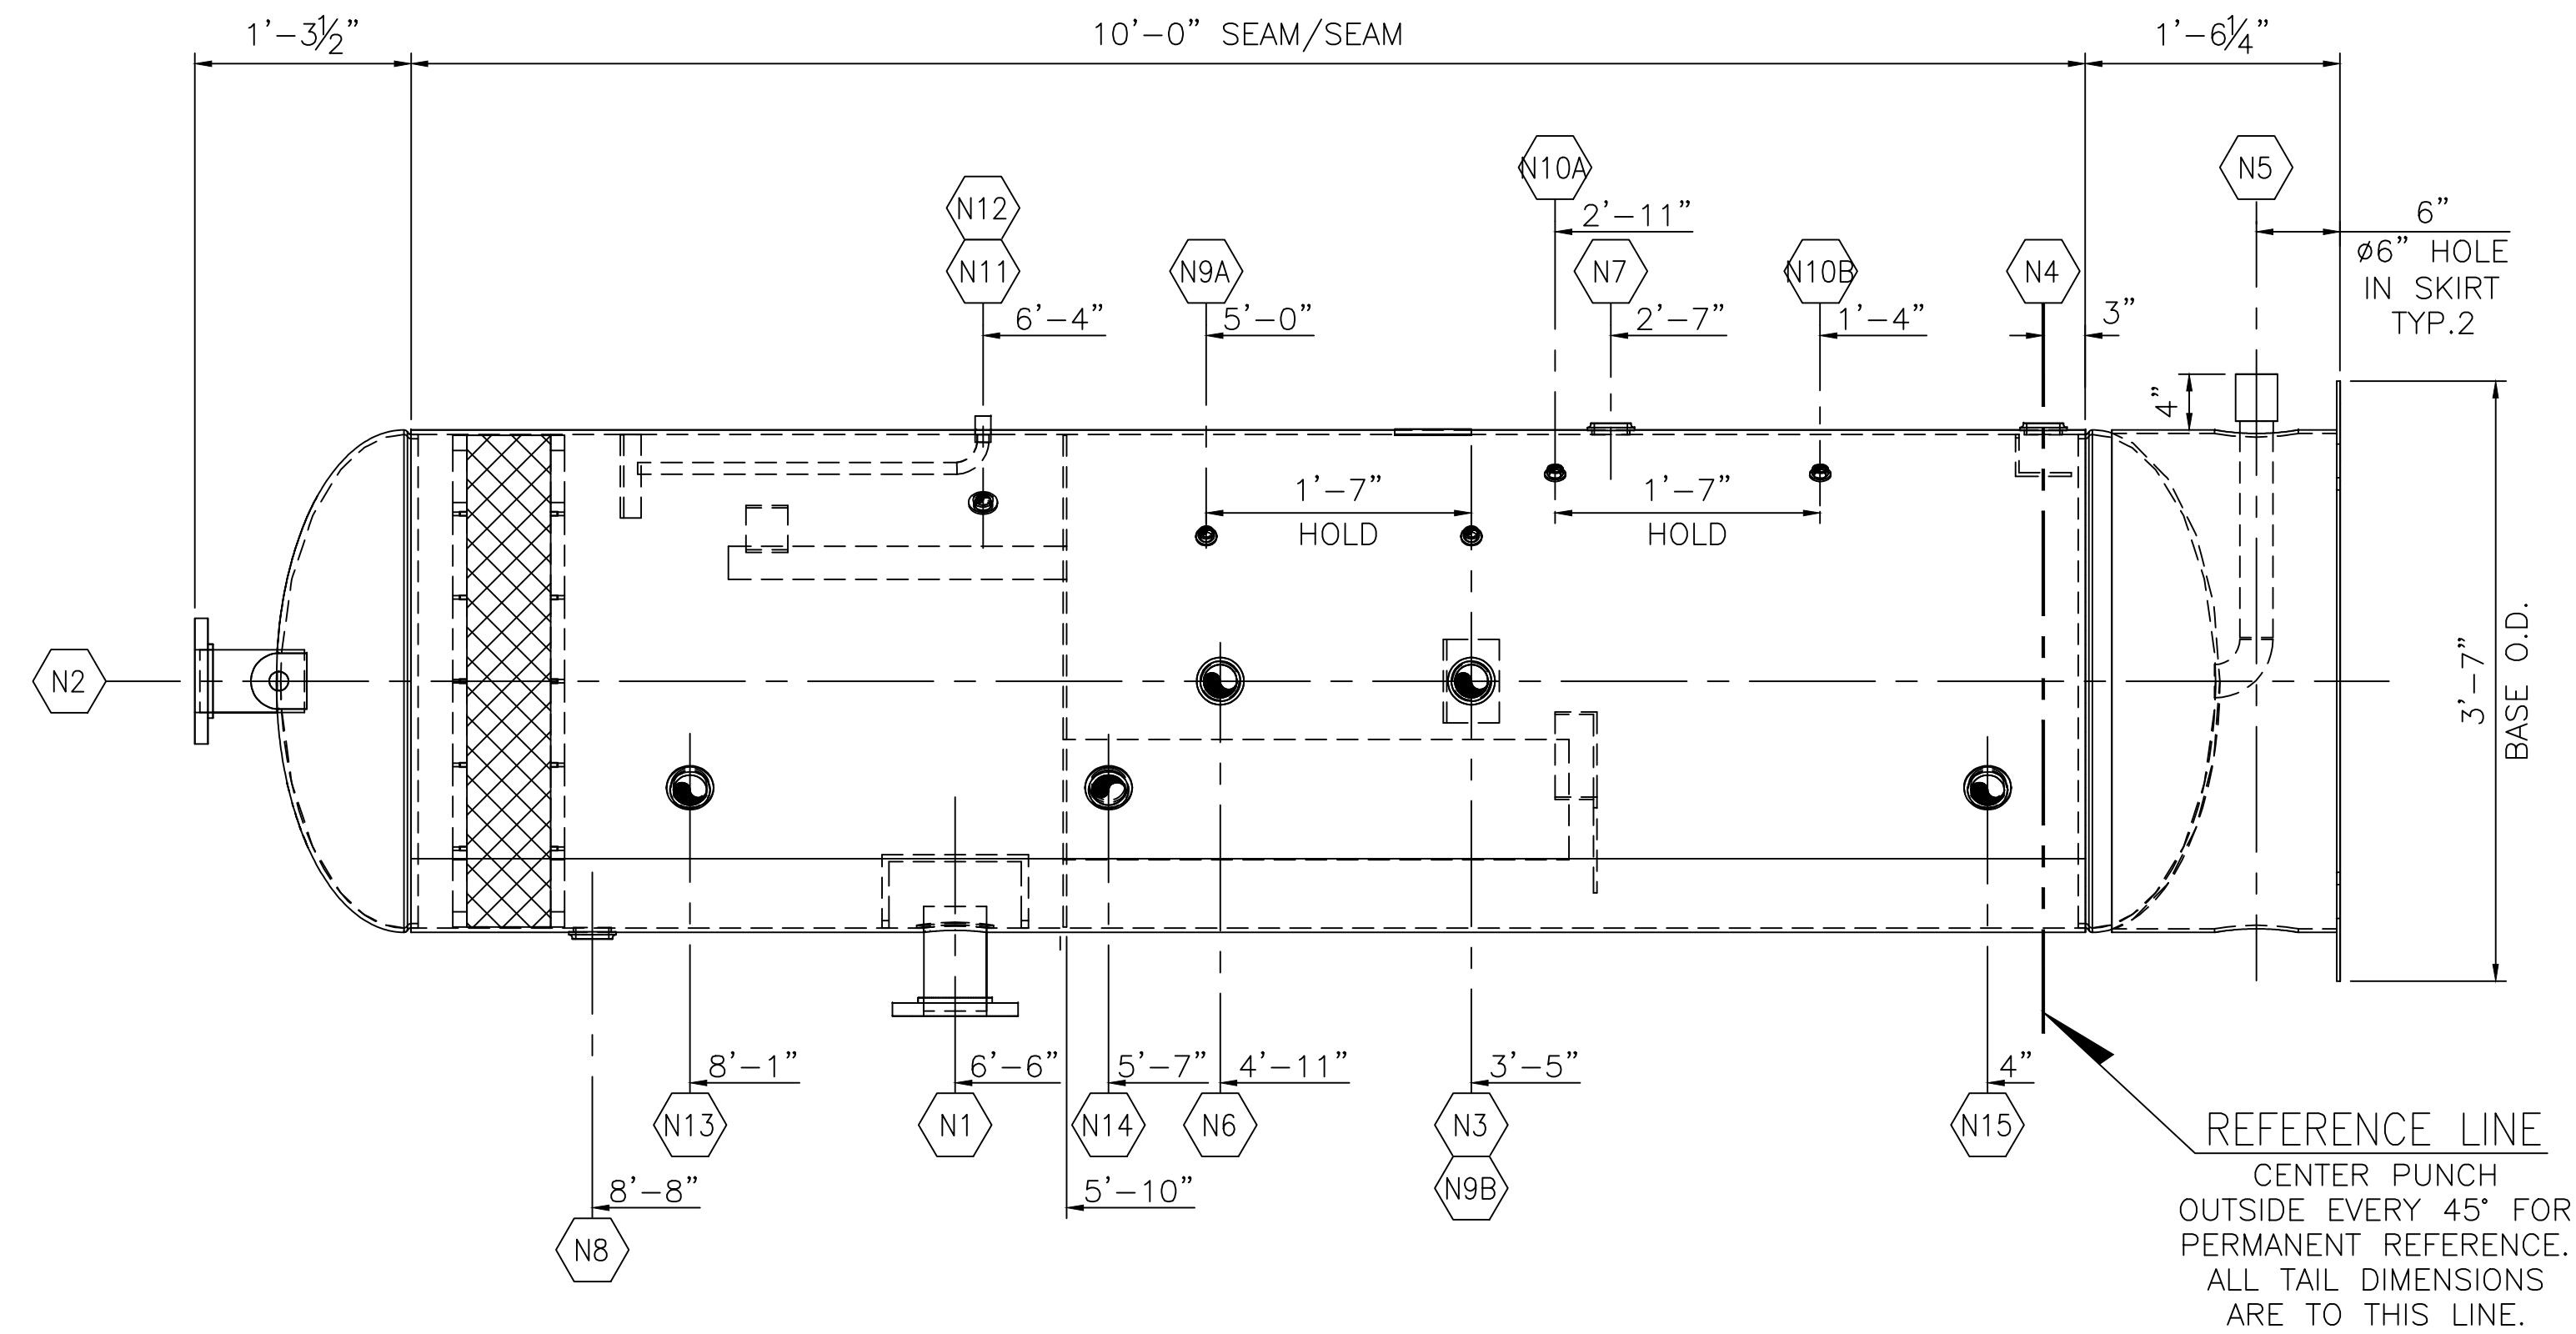 1'-3½" 10'-0" SEAM/SEAM 1'-6¼"
N10A N5
N12 2'-11" 6"
N11 N9A N7 N10B N4 Ø6" HOLE
IN SKIRT
6'-4" 5'-0" 2'-7" 1'-4" 3" TYP.2
4"
1'-7" 1'-7"
HOLD HOLD
N2
3'-7"
BASE O.D.
8'-1" 6'-6" 5'-7" 4'-11" 3'-5" 4"
N13 N1 N14 N6 N3 N15
8'-8" 5'-10" N9B
N8
REFERENCE LINE
CENTER PUNCH
OUTSIDE EVERY 45° FOR
PERMANENT REFERENCE.
ALL TAIL DIMENSIONS
ARE TO THIS LINE.